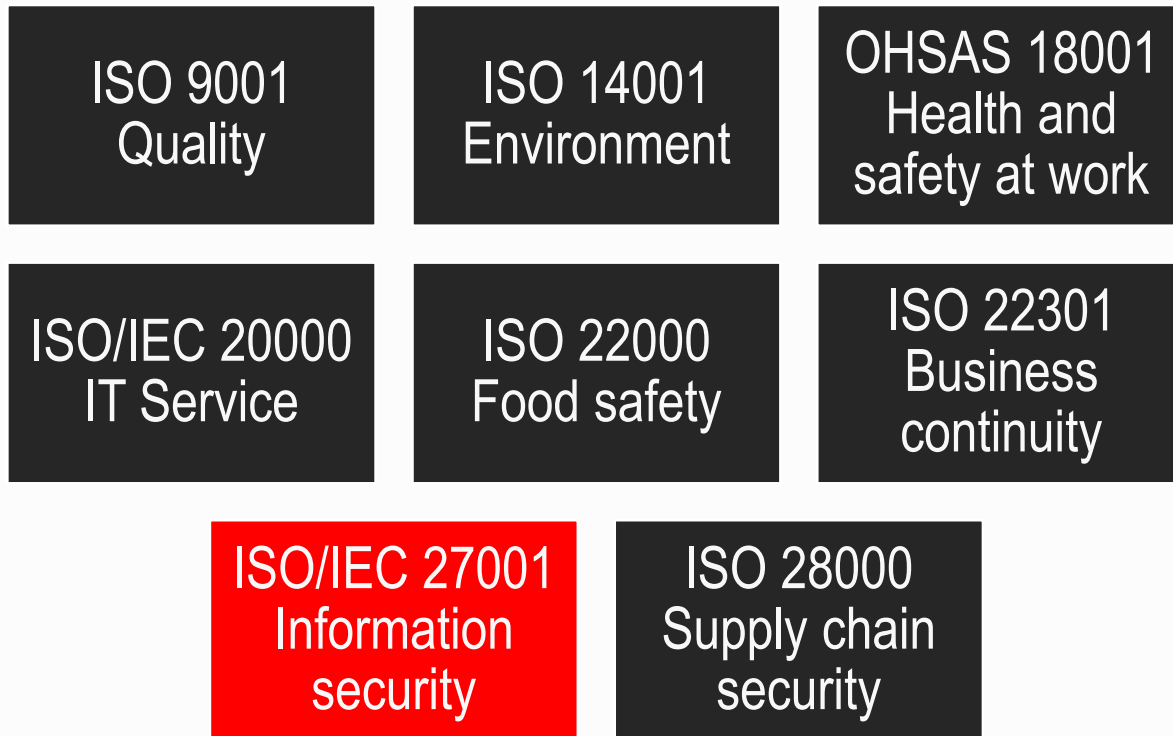 ISO 9001
Quality
ISO 14001
Environment
OHSAS 18001
Health and
safety at work
ISO/IEC 20000
IT Service
ISO 22000
Food safety
ISO 22301
Business
continuity
ISO/IEC 27001
Information
security
ISO 28000
Supply chain
security